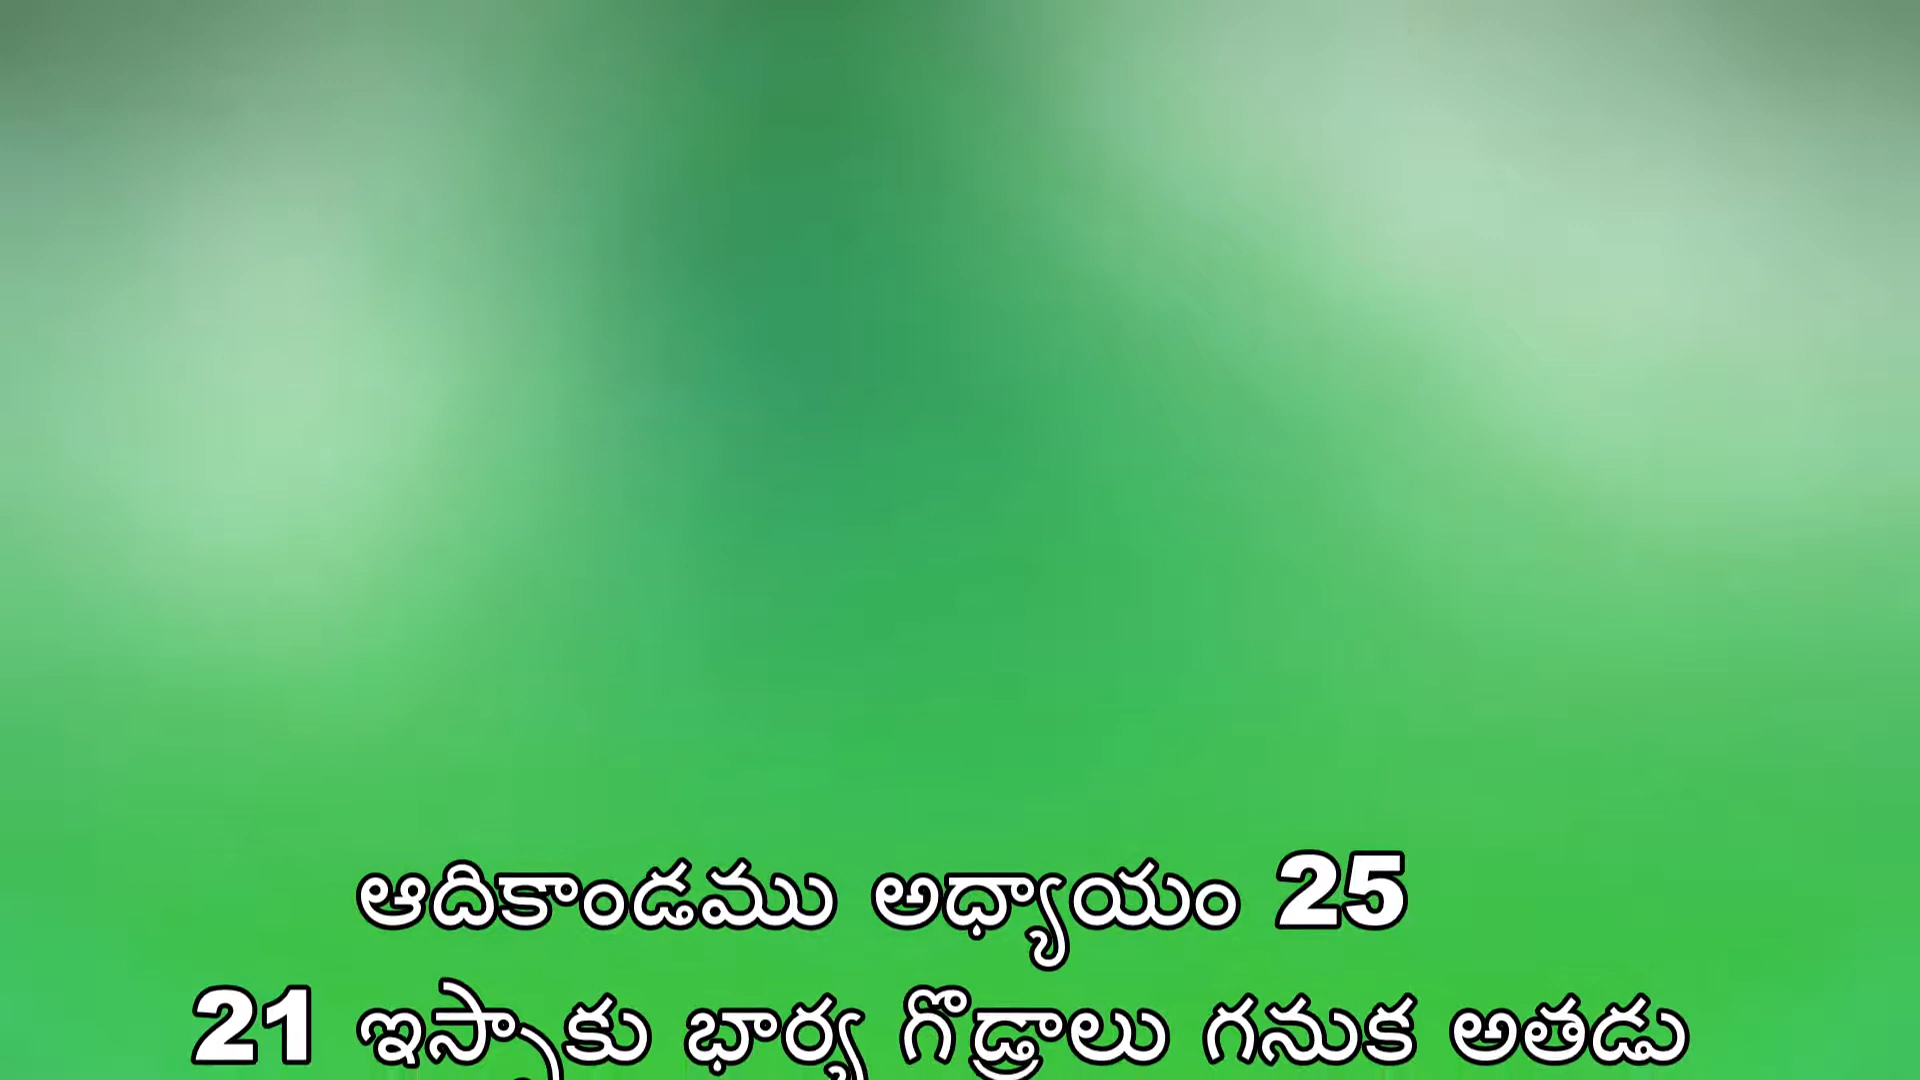 ఆదికాండము అధ్యాయం 25
21 ఇస్సాకు భార్య గొడ్రాలు గనుక అతడు